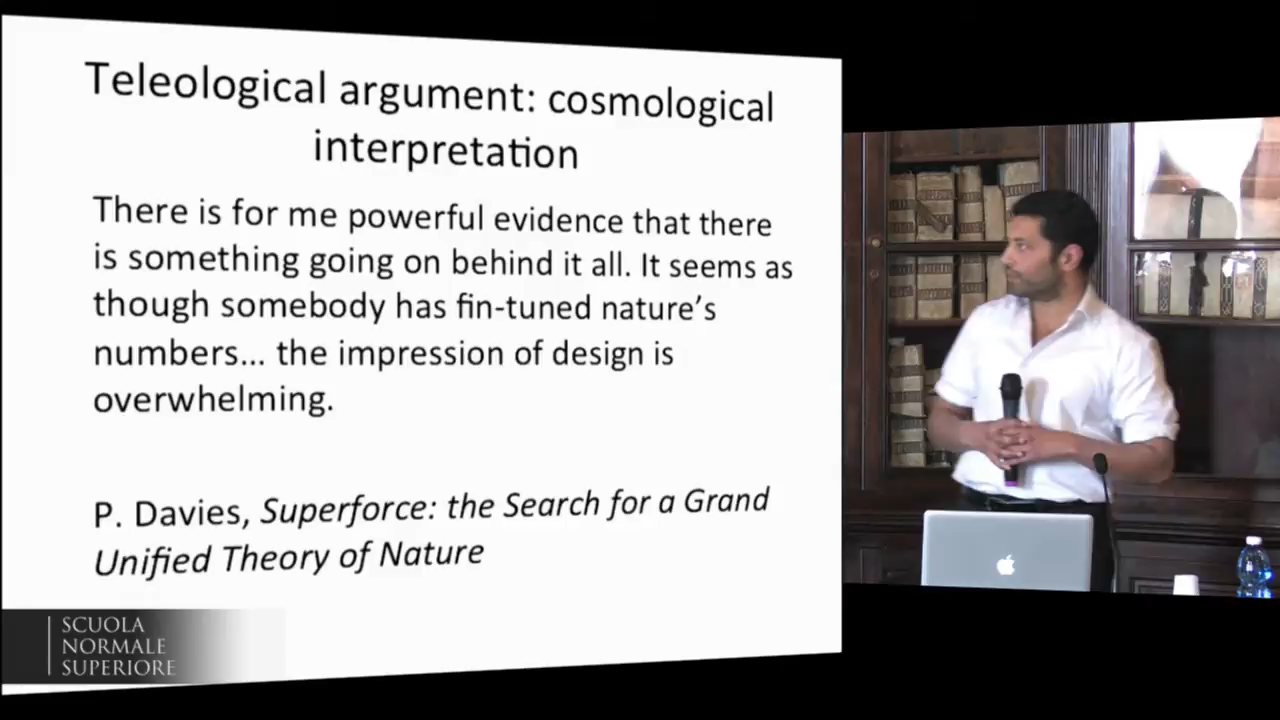 Teleological argument: cosmological
interpretation
There is for me powerful evidence that there
is something going on behind it all. It seems as
though somebody has fin-tuned nature's
numbers... the impression of design is
overwhelming.
P. Davies, Superforce: the Search for a Grand
Unified Theory of Nature
SCUOLA
NORMALE
SUPERIORE